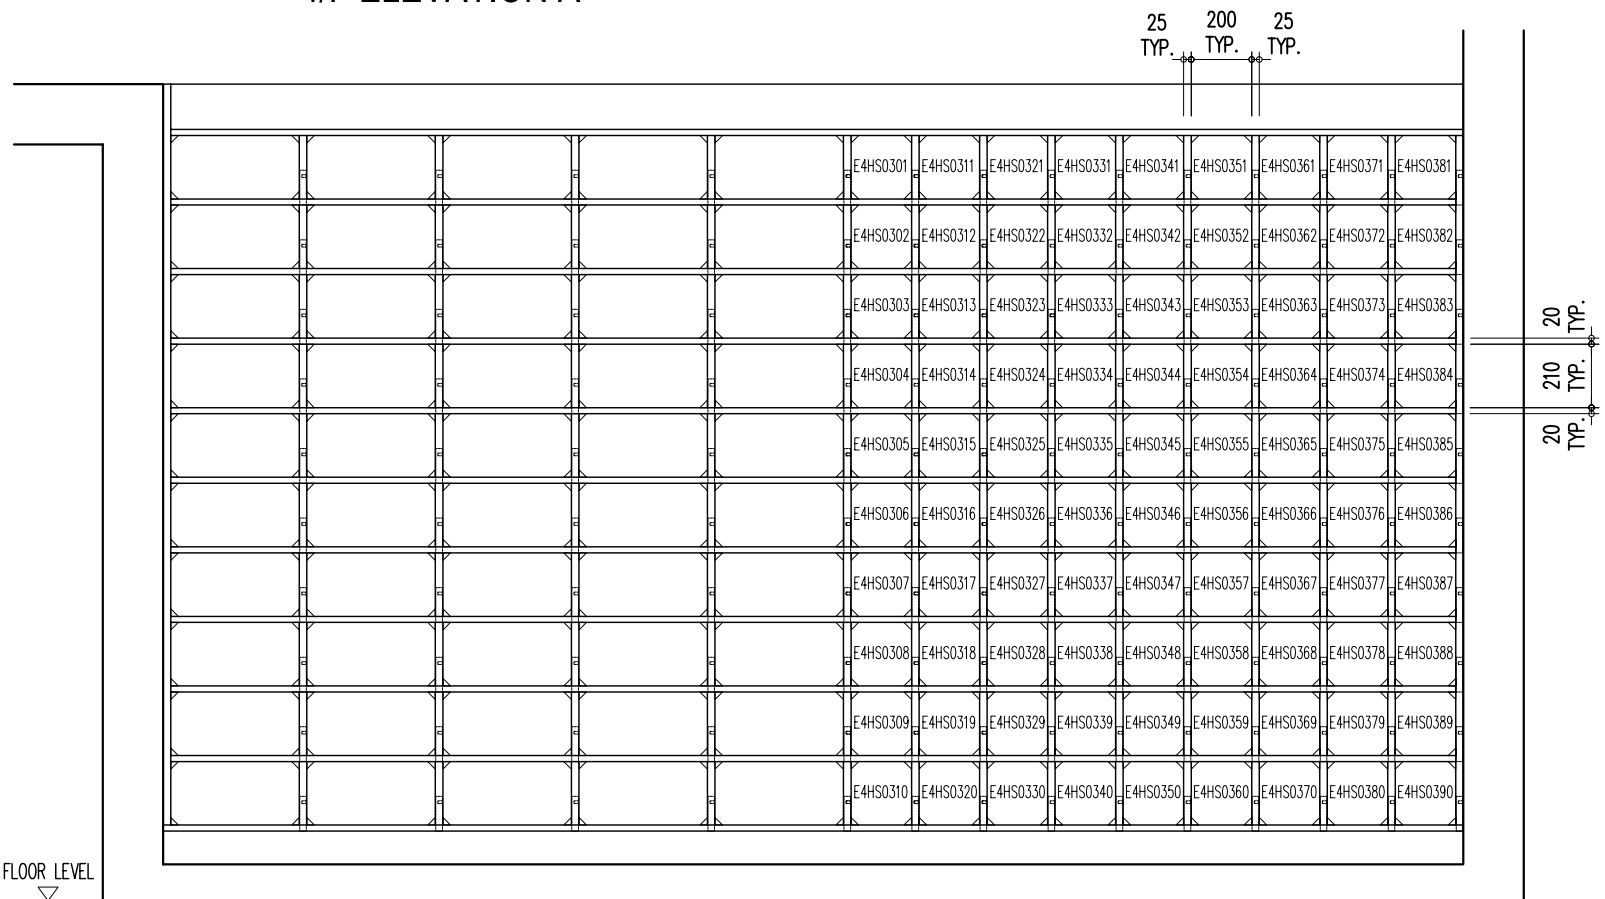 25
TYP.
200
TYP.
25
TYP.
E4HS0301 E4HS0311 E4HS0321 E4HS0331 E4HS0341 E4HS0351 E4HS0361 E4HS0371 E4HS0381
E4HS0302 E4HS0312 E4HS0322 E4HS0332 E4HS0342 E4HS0352 E4HS0362 E4HS0372 E4HS0382
E4HS0303 E4HS0313 E4HS0323 E4HS0333 E4HS0343 E4HS0353 E4HS0363 E4HS0373 E4HS0383
20
TYP.
E4HS0304 E4HS0314 E4HS0324 E4HS0334 E4HS0344 E4HS0354 E4HS0364 E4HS0374 E4HS0384
210
TYP.
E4HS0305 E4HS0315 E4HS0325 E4HS0335 E4HS0345 E4HS0355 E4HS0365 E4HS0375 E4HS0385
20
TYP.
E4HS0306 E4HS0316 E4HS0326 E4HS0336 E4HS0346 E4HS0356 E4HS0366 E4HS0376 E4HS0386
E4HS0307 E4HS0317 E4HS0327 E4HS0337 E4HS0347 E4HS0357 E4HS0367 E4HS0377 E4HS0387
E4HS0308 E4HS0318 E4HS0328 E4HS0338 E4HS0348 E4HS0358 E4HS0368 E4HS0378 E4HS0388
E4HS0309 E4HS0319 E4HS0329 E4HS0339 E4HS0349 E4HS0359 E4HS0369 E4HS0379 E4HS0389
E4HS0310 E4HS0320 E4HS0330 E4HS0340 E4HS0350 E4HS0360 E4HS0370 E4HS0380 E4HS0390
FLOOR LEVEL